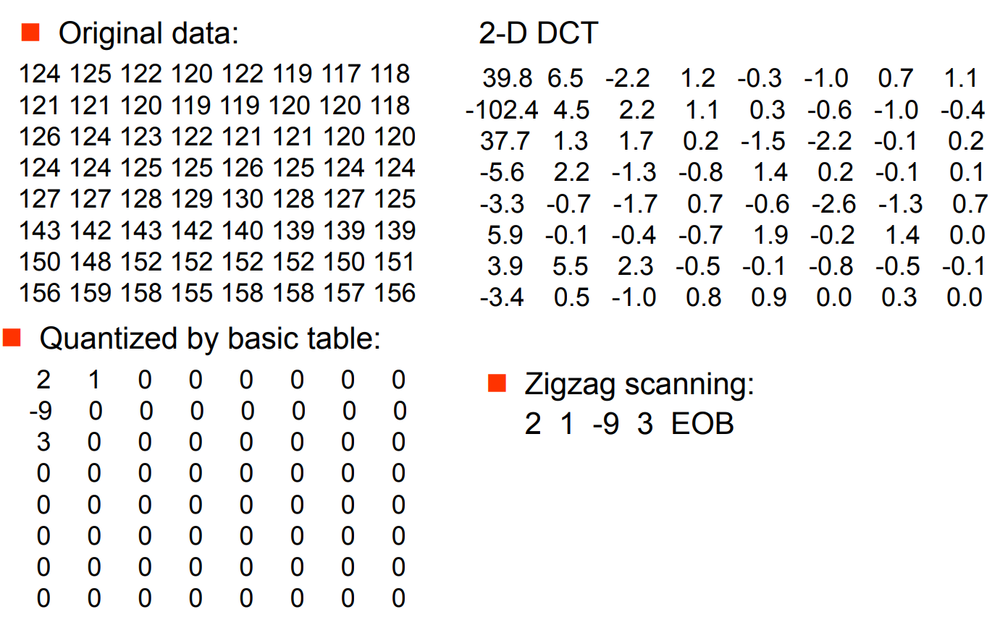 Original data:
124 125 122 120 122 119 117 118
121 121 120 119 119 120 120 118
126 124 123 122 121 121 120 120
124 124 125 125 126 125 124 124
127 127 128 129 130 128 127 125
143 142 143 142 140 139 139 139
150 148 152 152 152 152 150 151
156 159 158 155 158 158 157 156
2-D DCT
39.8 6.5 -2.2 1.2 -0.3 -1.0 0.7 1.1
-102.4 4.5 2.2 1.1 0.3 -0.6 -1.0 -0.4
37.7 1.3 1.7 0.2 -1.5 -2.2 -0.1 0.2
-5.6 2.2 -1.3 -0.8 1.4 0.2 -0.1 0.1
-3.3 -0.7 -1.7 0.7 -0.6 -2.6 -1.3 0.7
5.9 -0.1 -0.4 -0.7 1.9 -0.2 1.4 0.0
3.9 5.5 2.3 -0.5 -0.1 -0.8 -0.5 -0.1
-3.4 0.5 -1.0 0.8 0.9 0.0 0.3 0.0
Quantized by basic table:
2 1 0 0 0 0 0 0
-9 0 0 0 0 0 0 0
3 0 0 0 0 0 0 0
0 0 0 0 0 0 0 0
0 0 0 0 0 0 0 0
0 0 0 0 0 0 0 0
0 0 0 0 0 0 0 0
0 0 0 0 0 0 0 0
Zigzag scanning:
2 1 -9 3 EOB